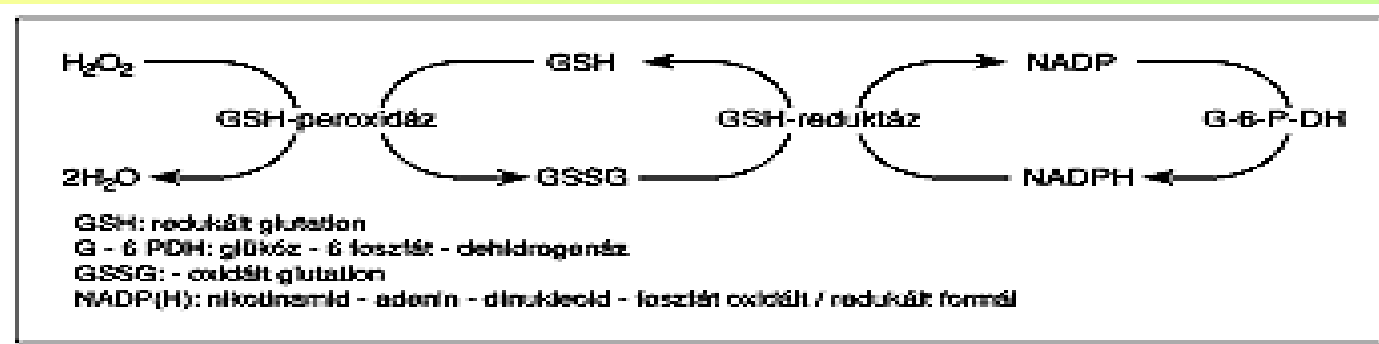 H₂O₂ GSH NADP
GSH-peroxidáz GSH-reduktáz G-6-P-DH
2H₂O GSSG NADPH
GSH: redukált glutation
G - 6 PDH: glükóz - 6 foszfát - dehidrogenáz
GSSG: - oxidált glutation
NADP(H): nikotinamid - adenin - dinukleoid - foszfát oxidált / redukált formái